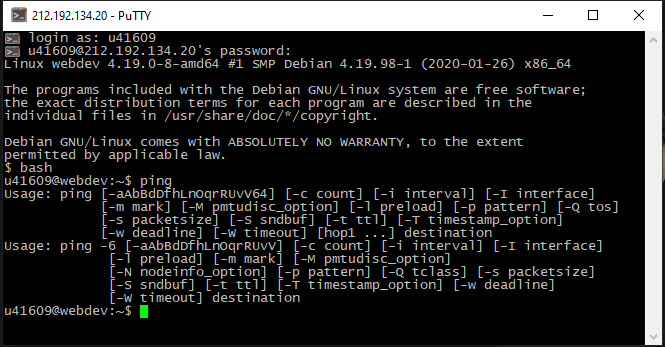 212.192.134.20 - PuTTY
login as: u41609
u41609@212.192.134.20's password:
Linux webdev 4.19.0-8-amd64 #1 SMP Debian 4.19.98-1 (2020-01-26) x86_64
The programs included with the Debian GNU/Linux system are free software;
the exact distribution terms for each program are described in the
individual files in /usr/share/doc/*/copyright.
Debian GNU/Linux comes with ABSOLUTELY NO WARRANTY, to the extent
permitted by applicable law.
$ bash
u41609@webdev:~$ ping
Usage: ping [-aAbBdDfhLnOqrRUvV64] [-c count] [-i interval] [-I interface]
            [-m mark] [-M pmtudisc_option] [-l preload] [-p pattern] [-Q tos]
            [-s packetsize] [-S sndbuf] [-t ttl] [-T timestamp_option]
            [-w deadline] [-W timeout] [hop1 ...] destination
Usage: ping -6 [-aAbBdDfhLnOqrRUvV] [-c count] [-i interval] [-I interface]
             [-l preload] [-m mark] [-M pmtudisc_option]
             [-N nodeinfo_option] [-p pattern] [-Q tclass] [-s packetsize]
             [-S sndbuf] [-t ttl] [-T timestamp_option] [-w deadline]
             [-W timeout] destination
u41609@webdev:~$